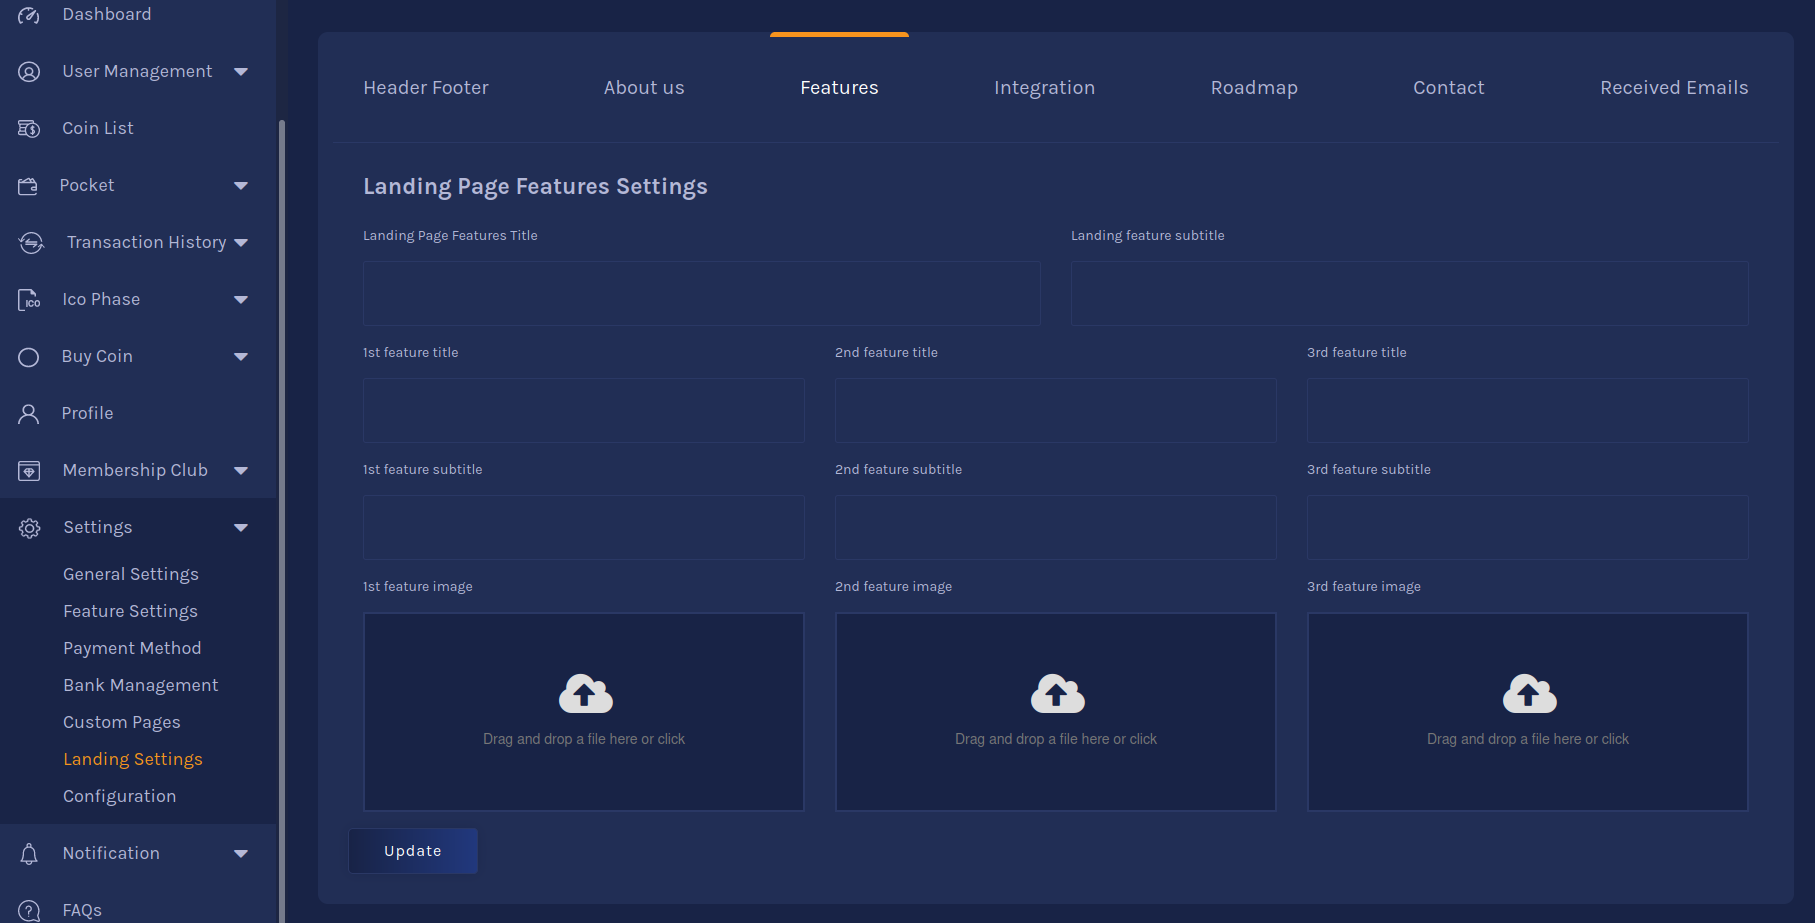 Dashboard
User Management
Coin List
Pocket
Transaction History
Ico Phase
ICO
Buy Coin
Profile
Membership Club
Settings
General Settings
Feature Settings
Payment Method
Bank Management
Custom Pages
Landing Settings
Configuration
Notification
FAQs
Header Footer
About us
Features
Integration
Roadmap
Contact
Received Emails
Landing Page Features Settings
Landing Page Features Title
Landing feature subtitle
1st feature title
2nd feature title
3rd feature title
1st feature subtitle
2nd feature subtitle
3rd feature subtitle
1st feature image
2nd feature image
3rd feature image
Drag and drop a file here or click
Drag and drop a file here or click
Drag and drop a file here or click
Update